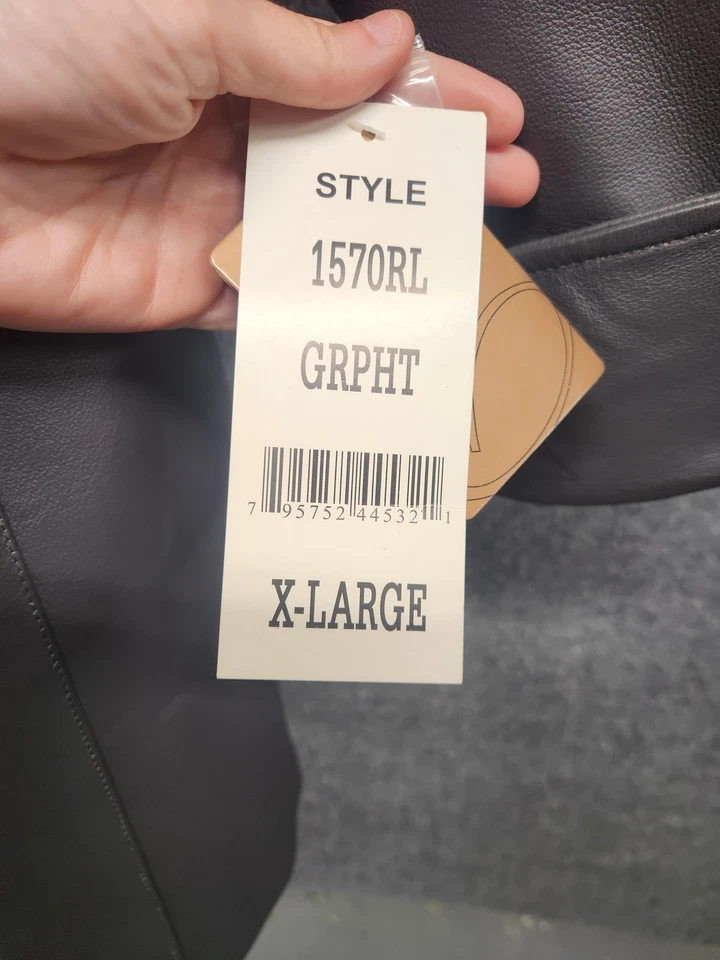 STYLE
1570RL
GRPHT
7 95752 44532 1
X-LARGE